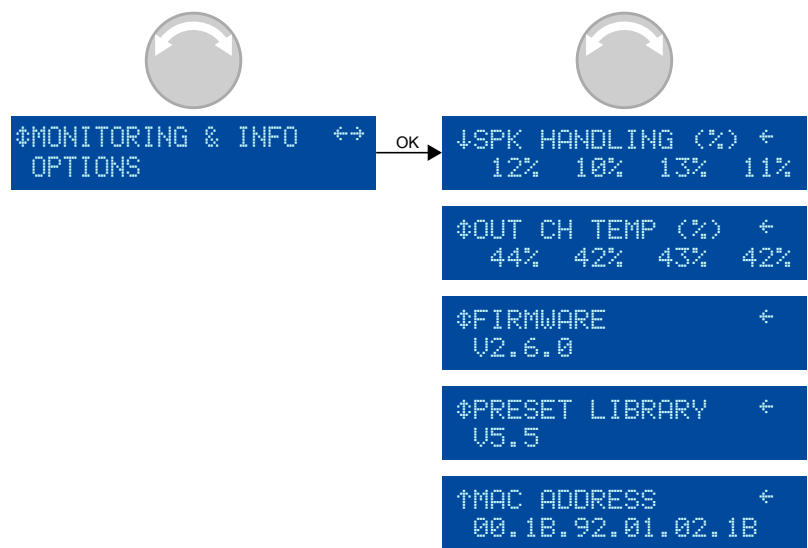 ↕MONITORING & INFO ←→
OPTIONS
OK
↓SPK HANDLING (%) ←
12% 10% 13% 11%
↕OUT CH TEMP (%) ←
44% 42% 43% 42%
↕FIRMWARE ←
V2.6.0
↕PRESET LIBRARY ←
V5.5
↑MAC ADDRESS ←
00.1B.92.01.02.1B